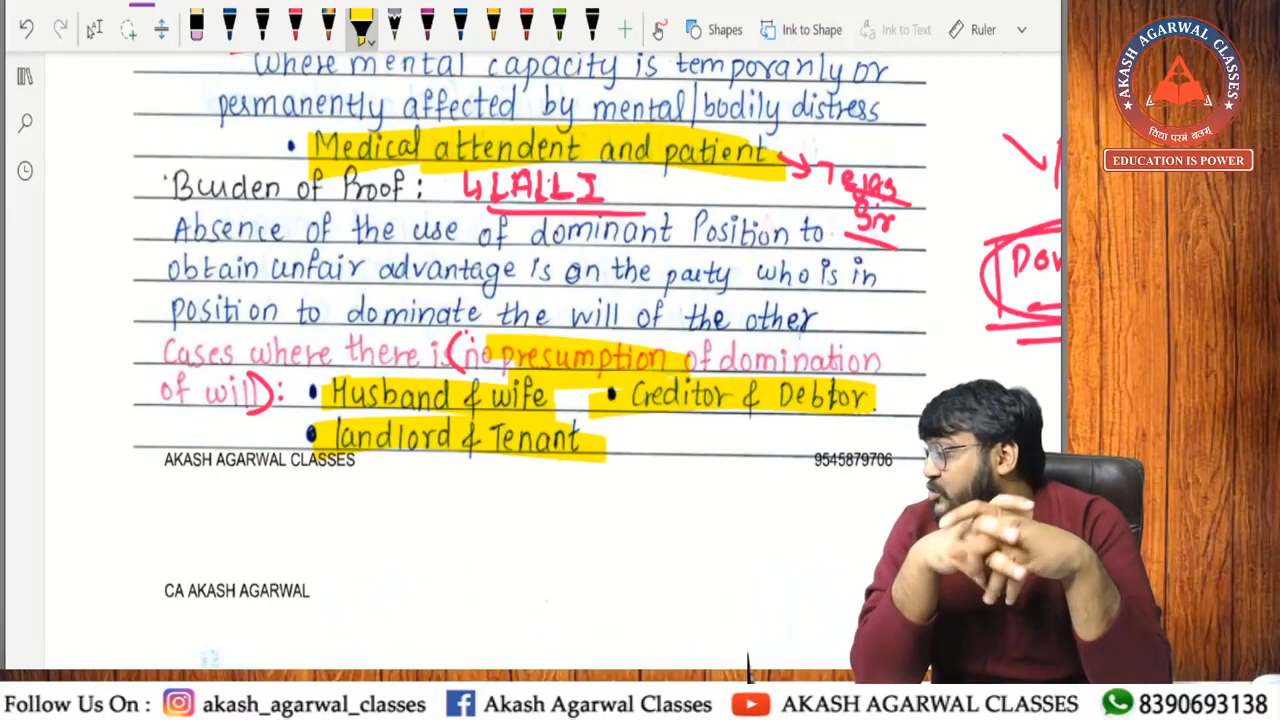 Shapes
Ink to Shape
Ink to Text
Ruler
AKASH AGARWAL CLASSES
विद्या परमं बलम्
EDUCATION IS POWER
Where mental capacity is temporarily or
permanently affected by mental/bodily distress
• Medical attendent and patient
Burden of Proof : ↳ LALLI
Sir
Absence of the use of dominant Position to
obtain unfair advantage is on the party who is in
position to dominate the will of the other
Cases where there is (no presumption of domination
of will) : • Husband & wife • Creditor & Debtor.
• landlord & Tenant
AKASH AGARWAL CLASSES 9545879706
CA AKASH AGARWAL
Follow Us On : akash_agarwal_classes Akash Agarwal Classes AKASH AGARWAL CLASSES 8390693138